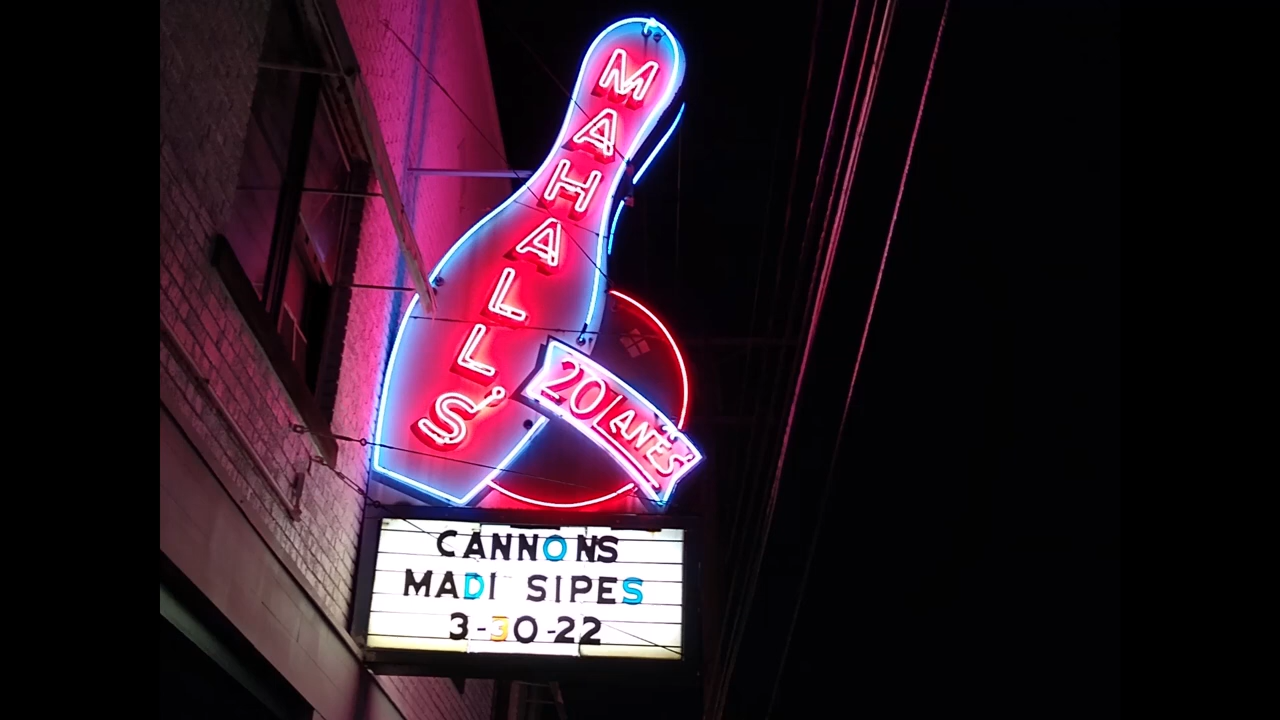 MAHALL'S
20 LANES
CANNONS
MADI SIPES
3-30-22